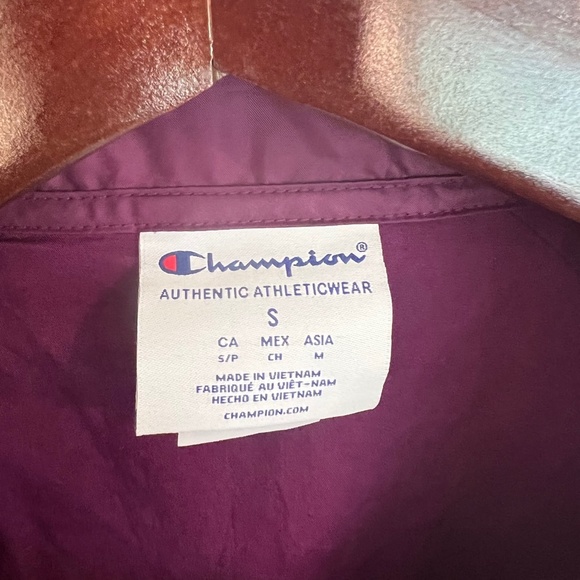 Champion®
AUTHENTIC ATHLETICWEAR
S
CA MEX ASIA
S/P CH M
MADE IN VIETNAM
FABRIQUÉ AU VIÊT-NAM
HECHO EN VIETNAM
CHAMPION.COM